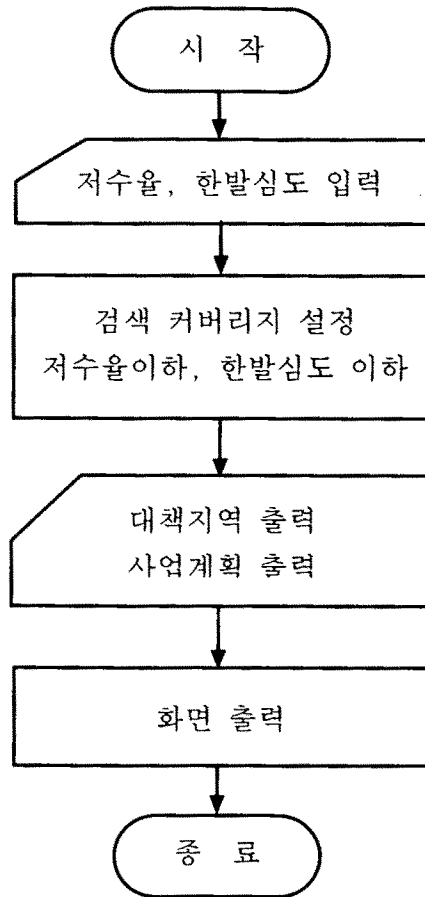 시 작
저수율, 한발심도 입력
검색 커버리지 설정
저수율이하, 한발심도 이하
대책지역 출력
사업계획 출력
화면 출력
종 료